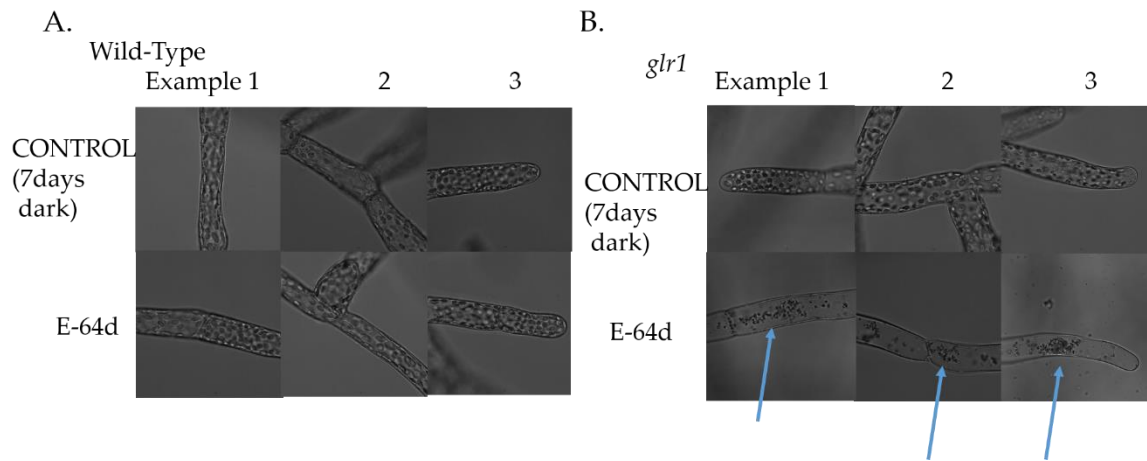 A.
Wild-Type
Example 1 2 3
CONTROL
(7days
dark)
E-64d
B.
glr1 Example 1 2 3
CONTROL
(7days
dark)
E-64d